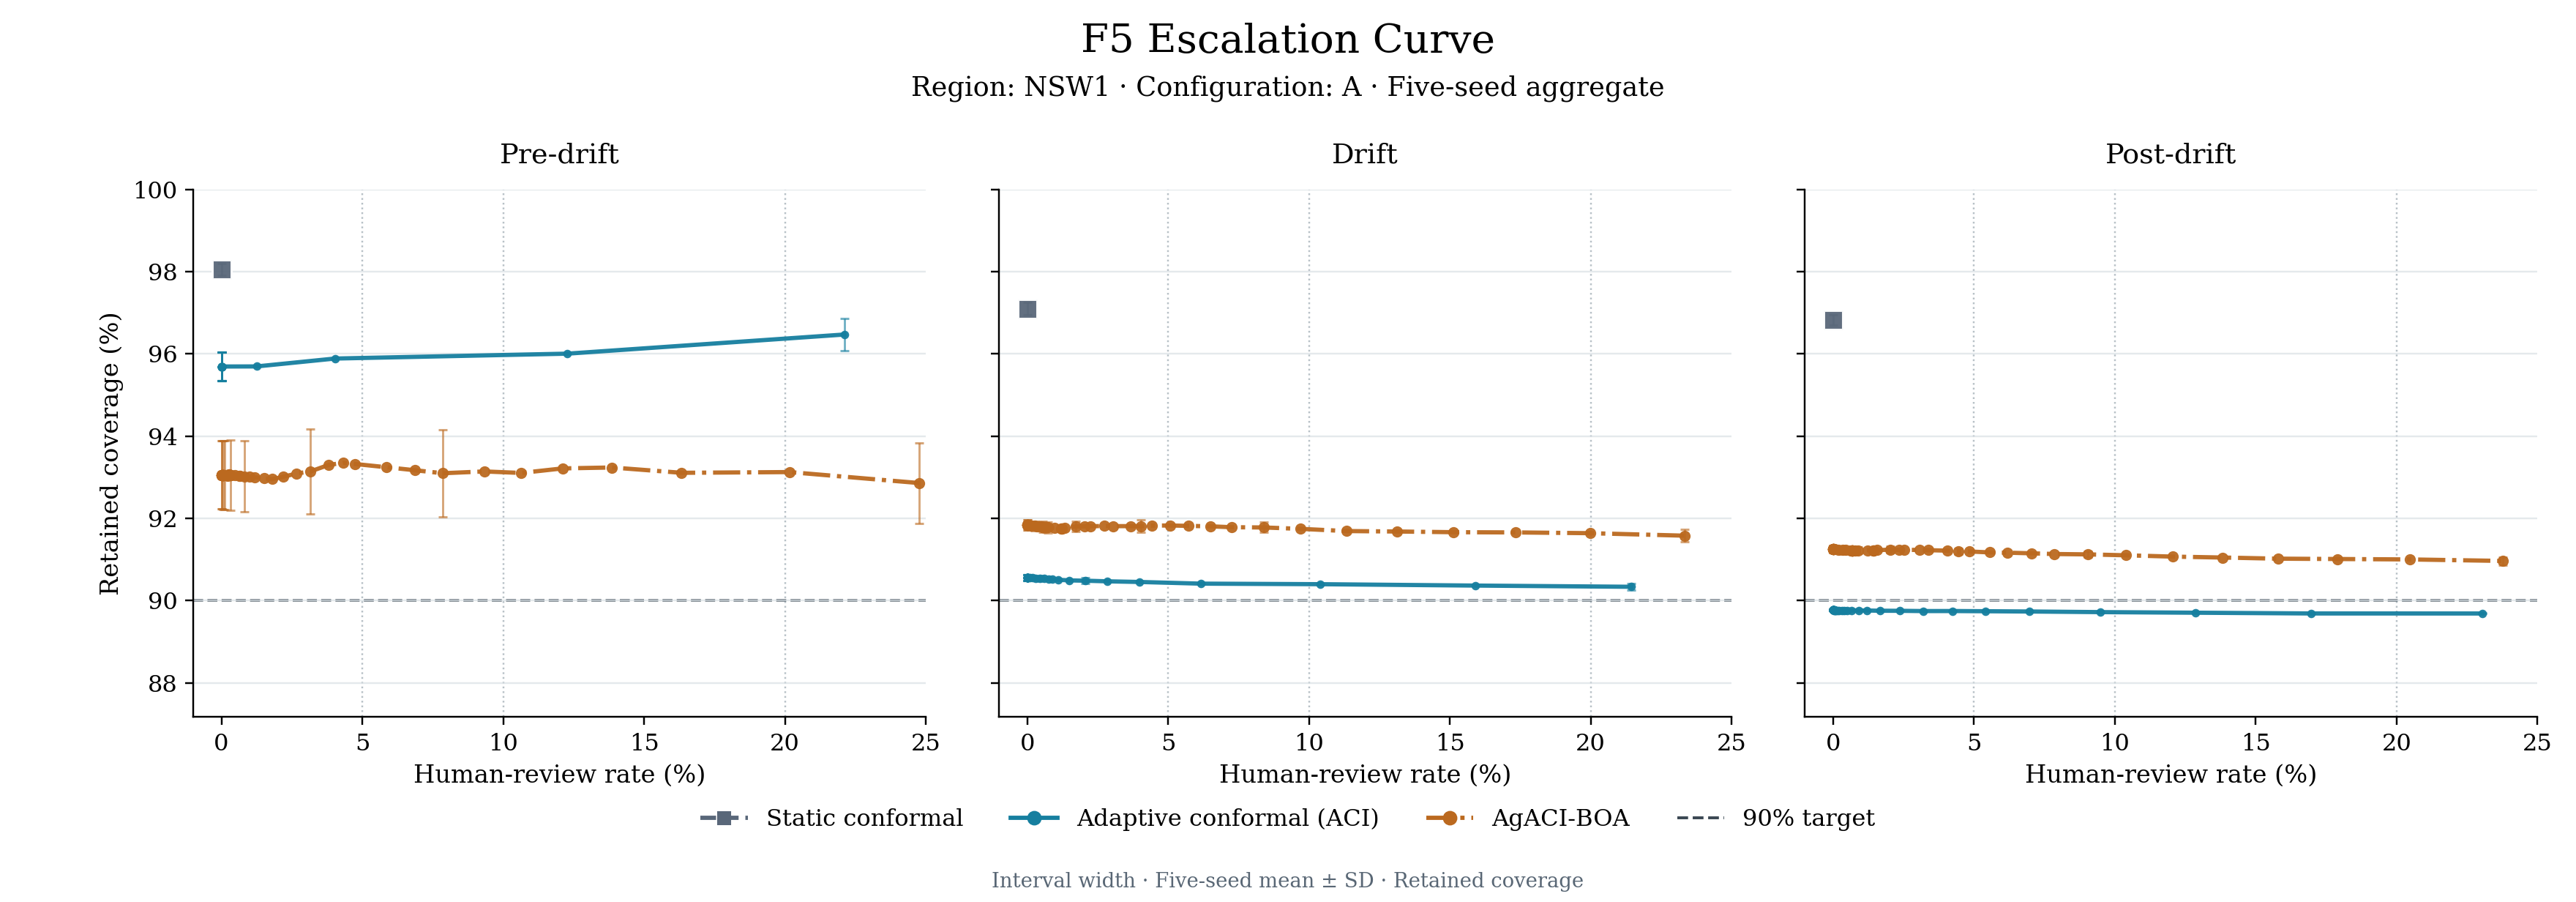 F5 Escalation Curve
Region: NSW1 · Configuration: A · Five-seed aggregate
Pre-drift
Drift
Post-drift
Retained coverage (%)
100
98
96
94
92
90
88
0 5 10 15 20 25
0 5 10 15 20 25
0 5 10 15 20 25
Human-review rate (%)
Human-review rate (%)
Human-review rate (%)
Static conformal
Adaptive conformal (ACI)
AgACI-BOA
90% target
Interval width · Five-seed mean ± SD · Retained coverage